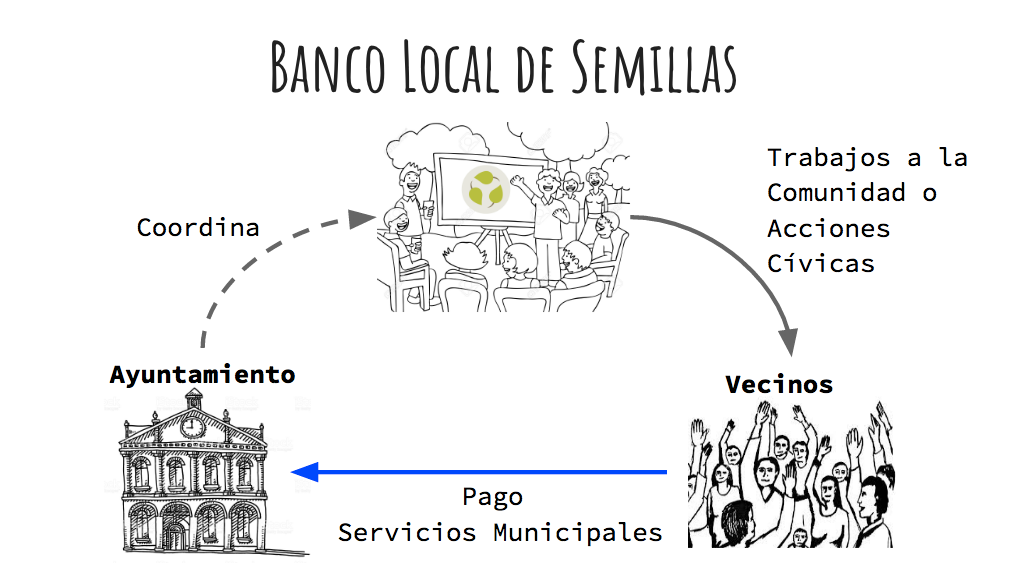 BANCO LOCAL DE SEMILLAS
Trabajos a la
Comunidad o
Acciones
Cívicas
Coordina
Ayuntamiento
Vecinos
Pago
Servicios Municipales